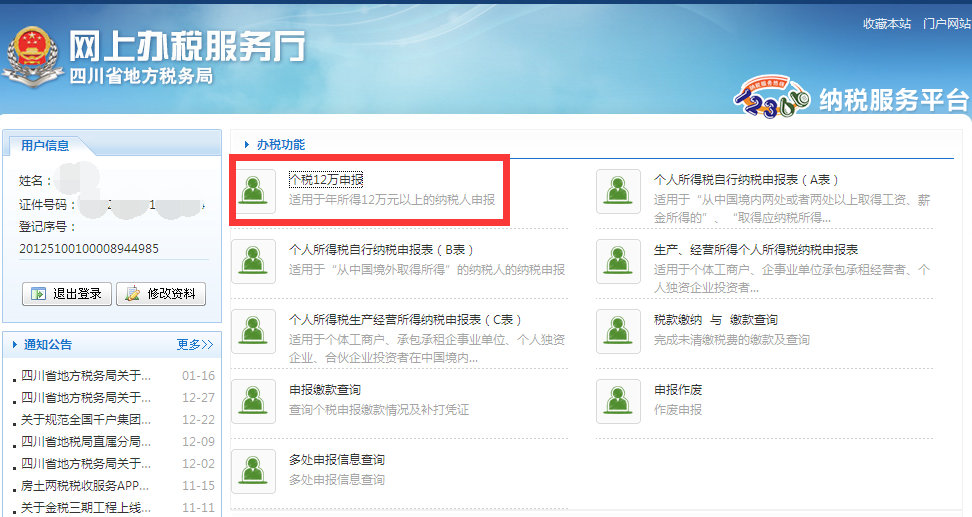 收藏本站 门户网站
网上办税服务厅
四川省地方税务局
12366 纳税服务平台
用户信息
姓名：
证件号码：
登记序号：
20125100100008944985
退出登录 修改资料
通知公告 更多>>
四川省地方税务局关于... 01-16
四川省地方税务局关于... 12-27
关于规范全国千户集团... 12-22
四川省地税局直属分局... 12-09
四川省地方税务局关于... 12-02
房土两税税收服务APP... 11-15
关于金税三期工程上线... 11-11
办税功能
个税12万申报
适用于年所得12万元以上的纳税人申报
个人所得税自行纳税申报表（A表）
适用于“从中国境内两处或者两处以上取得工资、薪
金所得的”、“取得应纳税所得...
个人所得税自行纳税申报表（B表）
适用于“从中国境外取得所得”的纳税人的纳税申报
生产、经营所得个人所得税纳税申报表
适用于个体工商户、企事业单位承包承租经营者、个
人独资企业投资者...
个人所得税生产经营所得纳税申报表（C表）
适用于个体工商户、承包承租企事业单位、个人独资
企业、合伙企业投资者在中国境内...
税款缴纳 与 缴款查询
完成未清缴税费的缴款及查询
申报缴款查询
查询个税申报缴款情况及补打凭证
申报作废
作废申报
多处申报信息查询
多处申报信息查询